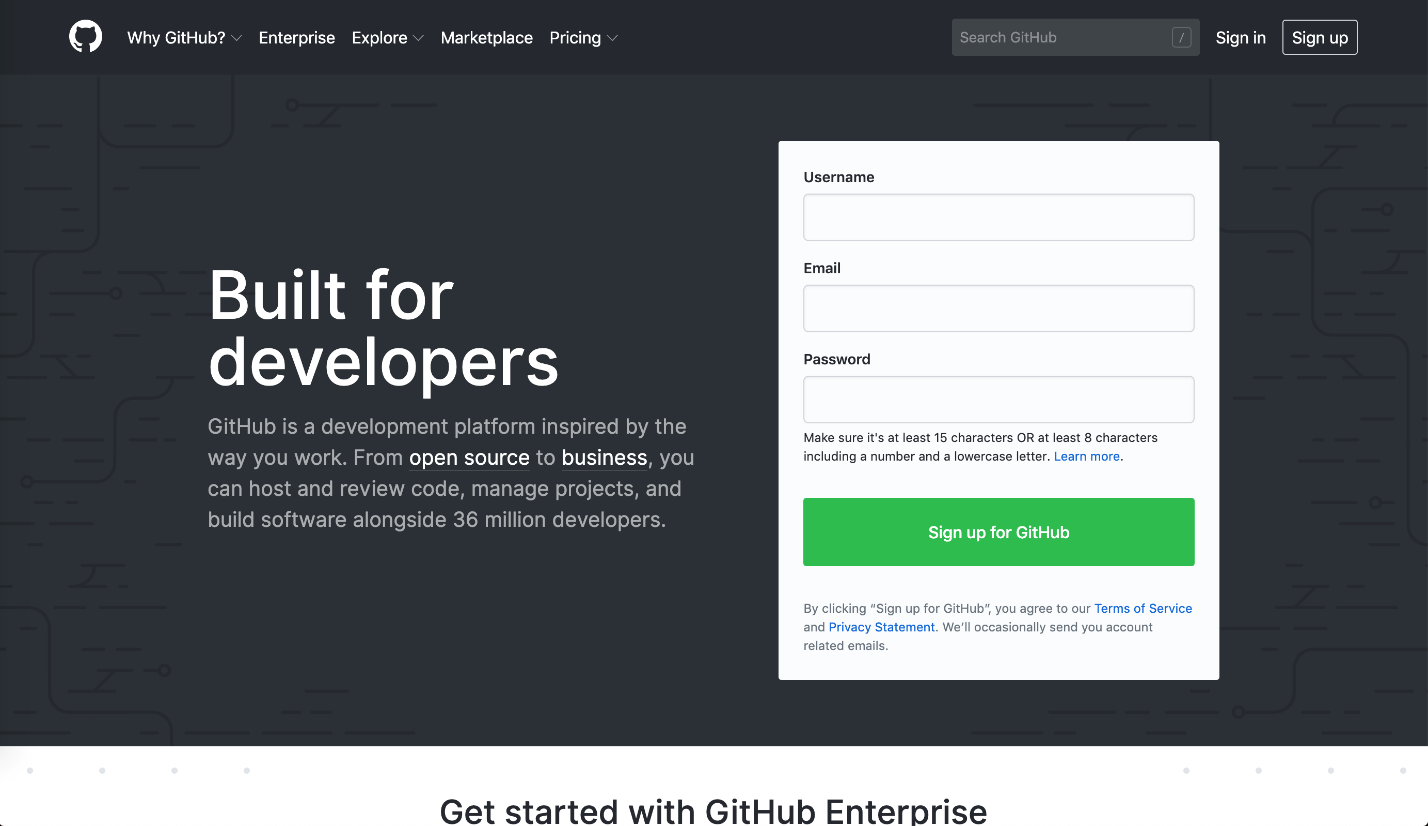 Why GitHub? Enterprise Explore Marketplace Pricing Search GitHub / Sign in Sign up
Built for
developers
GitHub is a development platform inspired by the
way you work. From open source to business, you
can host and review code, manage projects, and
build software alongside 36 million developers.
Username
Email
Password
Make sure it's at least 15 characters OR at least 8 characters
including a number and a lowercase letter. Learn more.
Sign up for GitHub
By clicking “Sign up for GitHub”, you agree to our Terms of Service
and Privacy Statement. We’ll occasionally send you account
related emails.
Get started with GitHub Enterprise